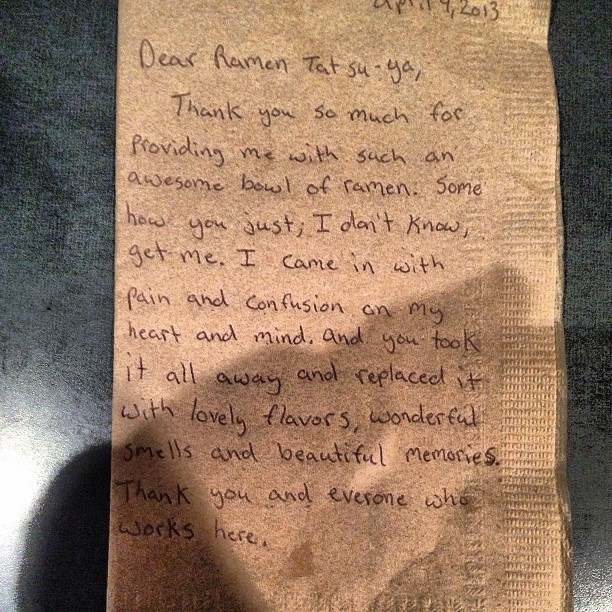 April 9, 2013
Dear Ramen Tatsu-ya,
Thank you so much for
providing me with such an
awesome bowl of ramen. Some
how you just, I don't know,
get me. I came in with
pain and confusion on my
heart and mind. and you took
it all away and replaced it
with lovely flavors, wonderful
smells and beautiful memories.
Thank you and everone who
works here.